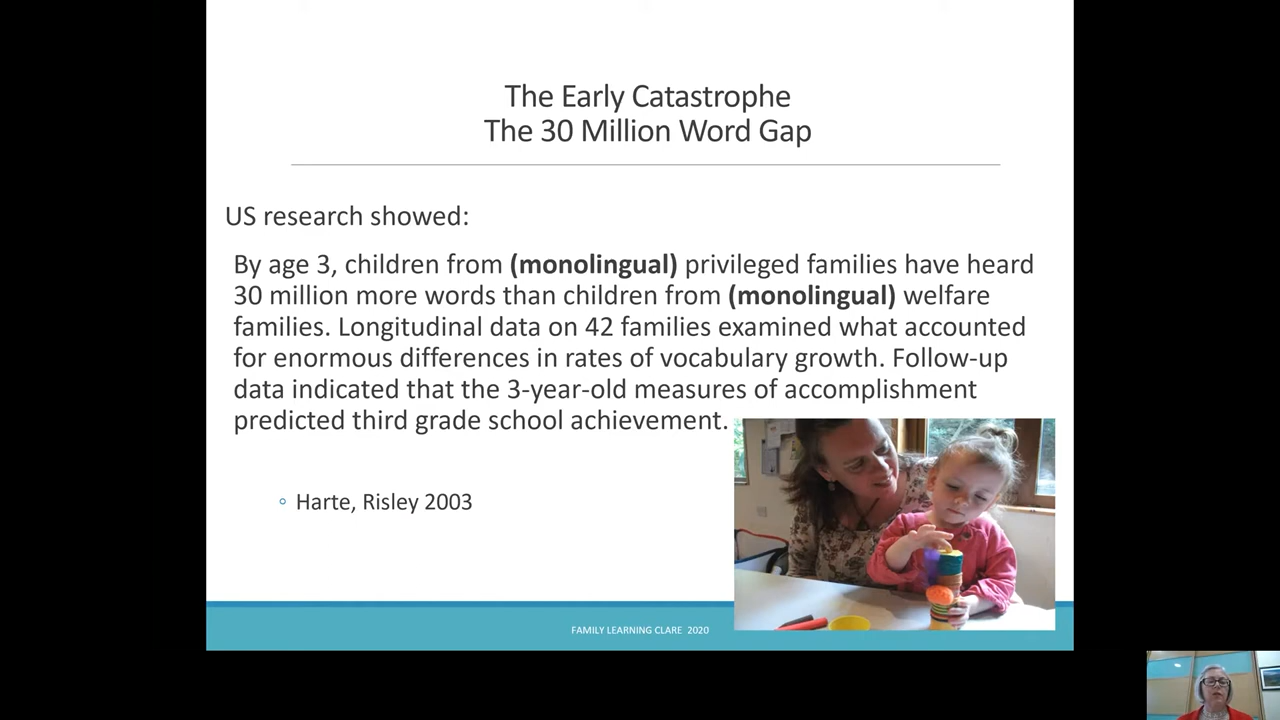 The Early Catastrophe
The 30 Million Word Gap
US research showed:
By age 3, children from (monolingual) privileged families have heard
30 million more words than children from (monolingual) welfare
families. Longitudinal data on 42 families examined what accounted
for enormous differences in rates of vocabulary growth. Follow-up
data indicated that the 3-year-old measures of accomplishment
predicted third grade school achievement.
◦ Harte, Risley 2003
FAMILY LEARNING CLARE 2020